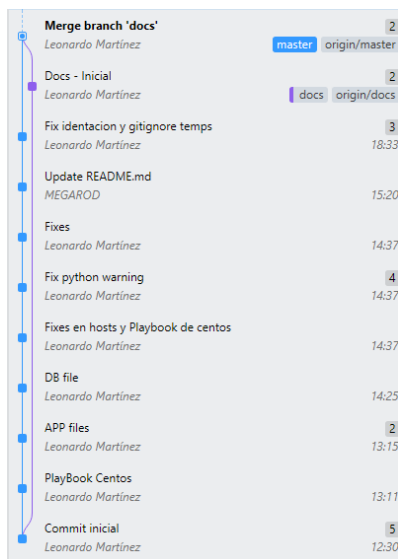 Merge branch 'docs' 2
Leonardo Martínez master origin/master
Docs - Inicial 2
Leonardo Martínez docs origin/docs
Fix identacion y gitignore temps 3
Leonardo Martínez 18:33
Update README.md
MEGAROD 15:20
Fixes
Leonardo Martínez 14:37
Fix python warning 4
Leonardo Martínez 14:37
Fixes en hosts y Playbook de centos
Leonardo Martínez 14:37
DB file
Leonardo Martínez 14:25
APP files 2
Leonardo Martínez 13:15
PlayBook Centos
Leonardo Martínez 13:11
Commit inicial 5
Leonardo Martínez 12:30